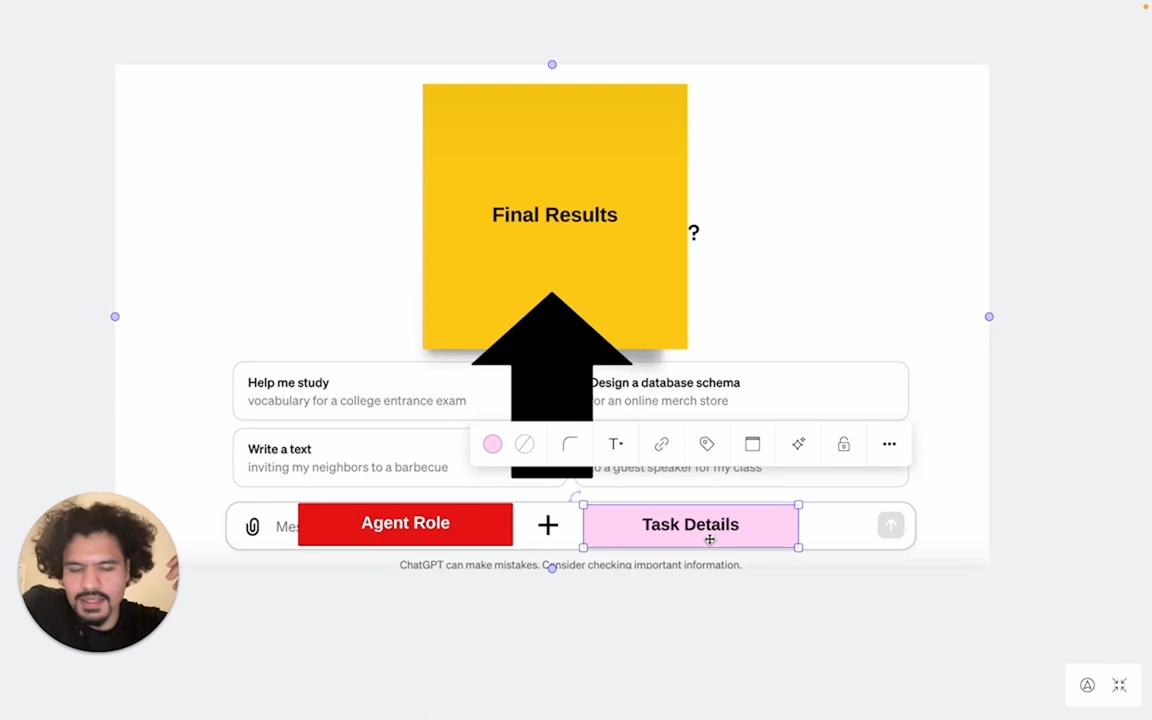 Final Results
?
Help me study
vocabulary for a college entrance exam
Design a database schema
for an online merch store
T
Write a text
inviting my neighbors to a barbecue
to a guest speaker for my class
Agent Role
+
Task Details
ChatGPT can make mistakes. Consider checking important information.